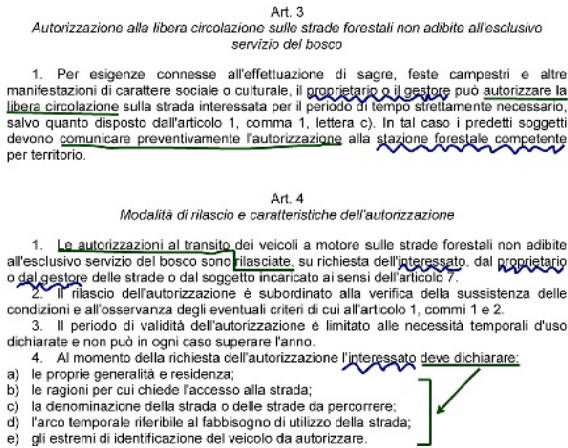 Art. 3
Autorizzazione alla libera circolazione sulle strade forestali non adibite all'esclusivo
servizio del bosco
1. Per esigenze connesse all'effettuazione di sagre, feste campestri e altre
manifestazioni di carattere sociale o culturale, il proprietario o il gestore può autorizzare la
libera circolazione sulla strada interessata per il periodo di tempo strettamente necessario,
salvo quanto disposto dall'articolo 1, comma 1, lettera c). In tal caso i predetti soggetti
devono comunicare preventivamente l'autorizzazione alla stazione forestale competente
per territorio.
Art. 4
Modalità di rilascio e caratteristiche dell'autorizzazione
1. Le autorizzazioni al transito dei veicoli a motore sulle strade forestali non adibite
all'esclusivo servizio del bosco sono rilasciate, su richiesta dell'interessato, dal proprietario
o dal gestore delle strade o dal soggetto incaricato ai sensi dell'articolo 7.
2. Il rilascio dell'autorizzazione è subordinato alla verifica della sussistenza delle
condizioni e all'osservanza degli eventuali criteri di cui all'articolo 1, commi 1 e 2.
3. Il periodo di validità dell'autorizzazione è limitato alle necessità temporali d'uso
dichiarate e non può in ogni caso superare l'anno.
4. Al momento della richiesta dell'autorizzazione l'interessato deve dichiarare:
a) le proprie generalità e residenza;
b) le ragioni per cui chiede l'accesso alla strada;
c) la denominazione della strada o delle strade da percorrere;
d) l'arco temporale riferibile al fabbisogno di utilizzo della strada;
e) gli estremi di identificazione del veicolo da autorizzare.